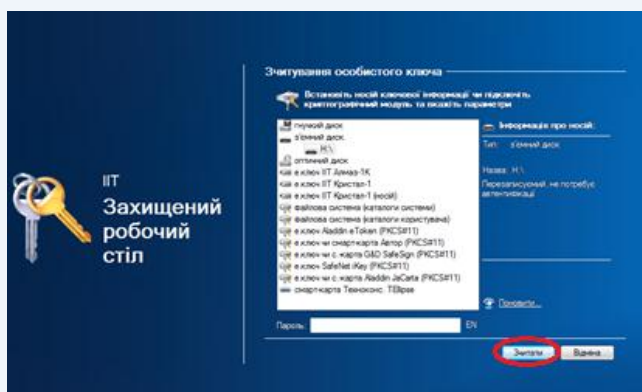 Зчитування особистого ключа
Встановіть носій ключової інформації чи підключіть
криптографічний модуль та вкажіть параметри
гнучкий диск
з'ємний диск
H:\
оптичний диск
е.ключ ІІТ Алмаз-1К
е.ключ ІІТ Кристал-1
е.ключ ІІТ Кристал-1 (носій)
файлова система (каталоги системи)
файлова система (каталоги користувача)
е.ключ Aladdin eToken (PKCS#11)
е.ключ чи смарт-карта Автор (PKCS#11)
е.ключ чи с.-карта G&D SafeSign (PKCS#11)
е.ключ SafeNet iKey (PKCS#11)
е.ключ чи с.-карта Aladdin JaCarta (PKCS#11)
смарт-карта Техноконс. TEllipse
Інформація про носій:
Тип: з'ємний диск
Назва: H:\
Перезаписуємий, не потребує
автентифікації
Поновити...
Пароль:
EN
Зчитати
Відміна
ІІТ
Захищений
робочий
стіл